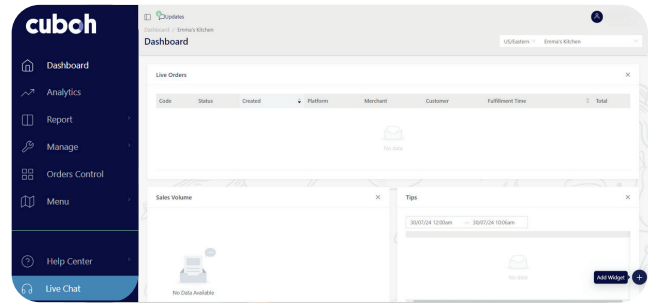 cuboh
Dashboard
Analytics
Report
Manage
Orders Control
Menu
Help Center
Live Chat
Updates
Dashboard / Emma's Kitchen
Dashboard
US/Eastern
Emma's Kitchen
Live Orders
Code Status Created Platform Merchant Customer Fulfillment Time Total
No data
Sales Volume
No Data Available
Tips
30/07/24 12:00am → 30/07/24 10:06am
No data
Add Widget